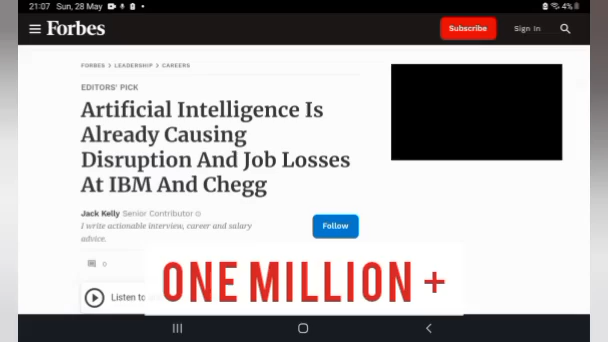 21:07 Sun, 28 May
4%
Forbes
Subscribe
Sign In
FORBES > LEADERSHIP > CAREERS
EDITORS' PICK
Artificial Intelligence Is
Already Causing
Disruption And Job Losses
At IBM And Chegg
Jack Kelly Senior Contributor
I write actionable interview, career and salary
advice.
Follow
0
Listen to
ONE MILLION +